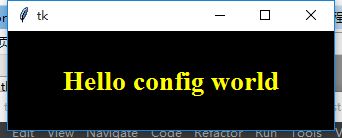 tk
Hello config world
Edit View Navigate Code Refactor Run Tools